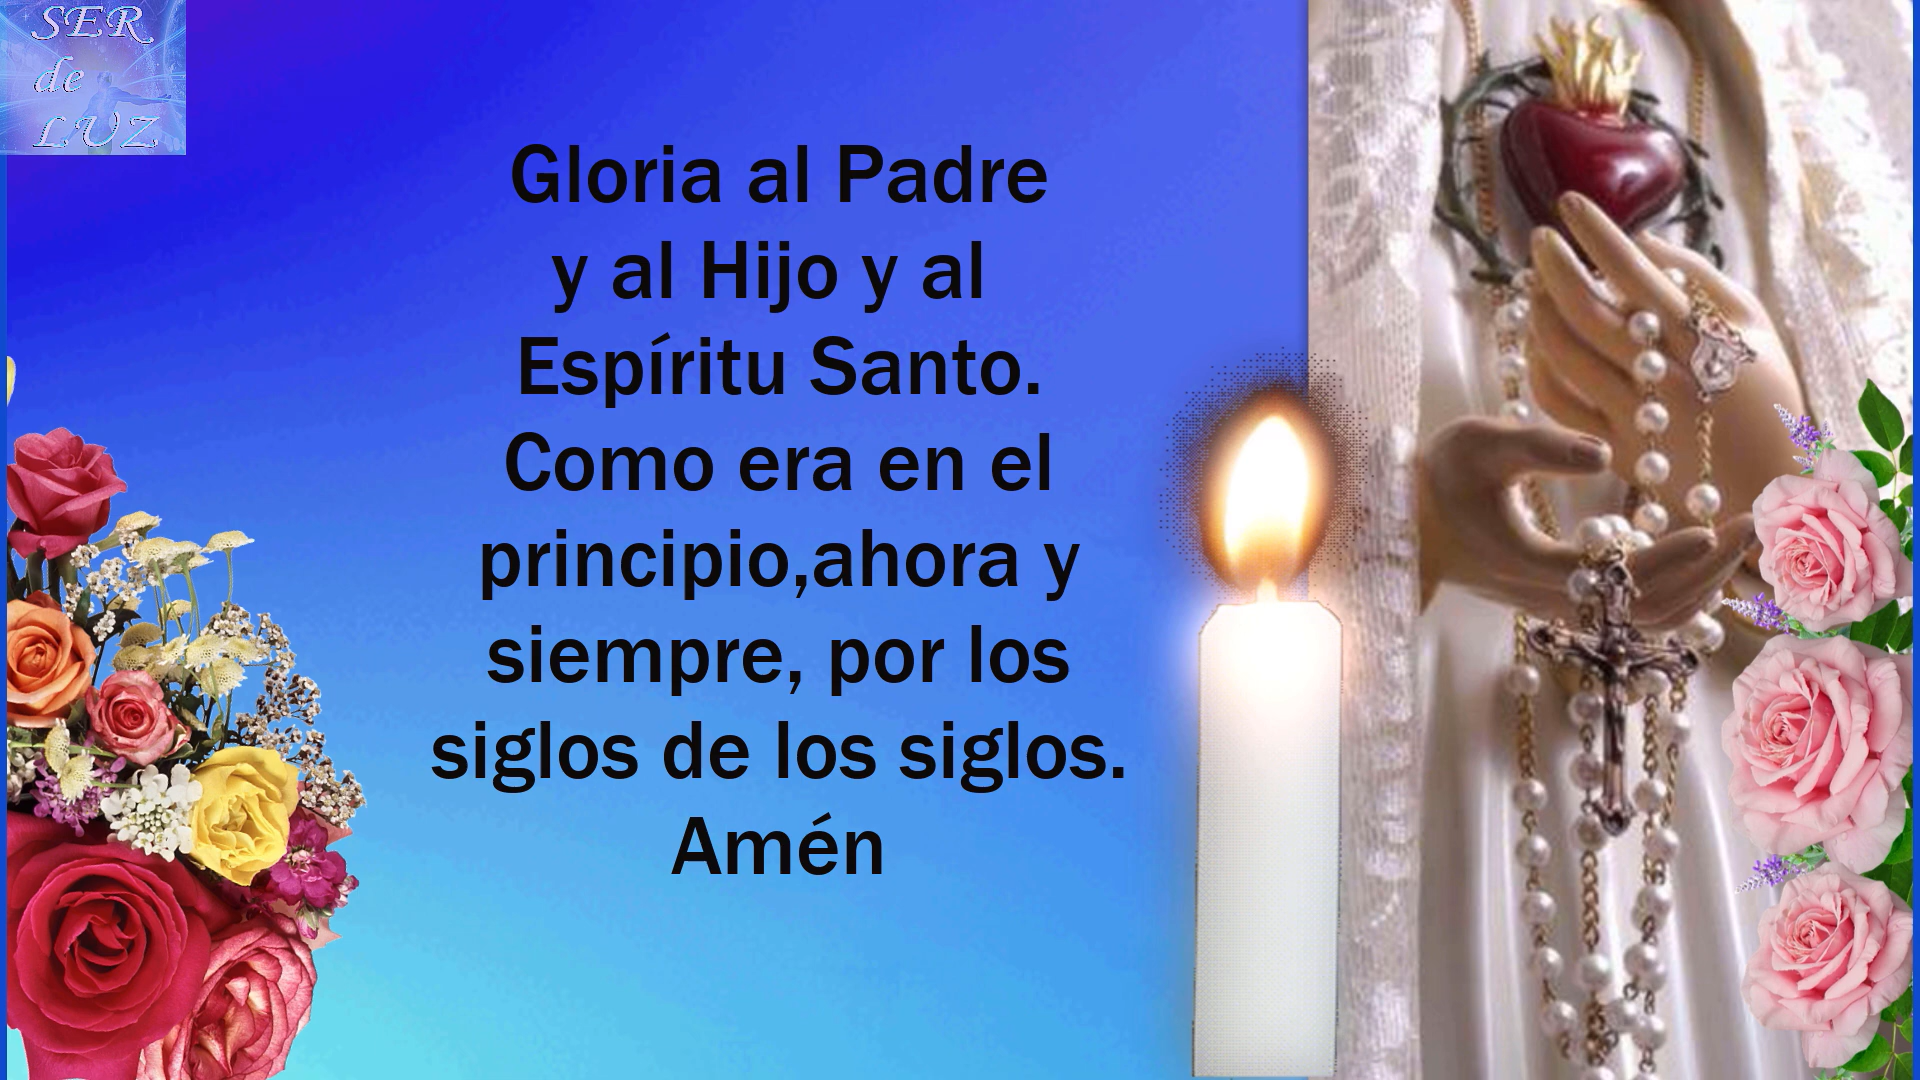 SER
de
LUZ
Gloria al Padre
y al Hijo y al
Espíritu Santo.
Como era en el
principio,ahora y
siempre, por los
siglos de los siglos.
Amén